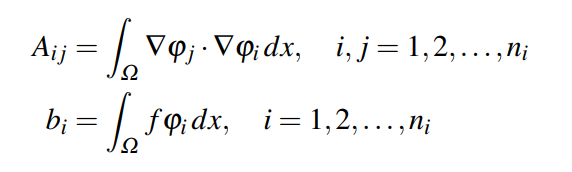 A_{ij} = ∫_Ω ∇φ_j · ∇φ_i dx, i, j = 1, 2, . . . , n_i
b_i = ∫_Ω f φ_i dx, i = 1, 2, . . . , n_i